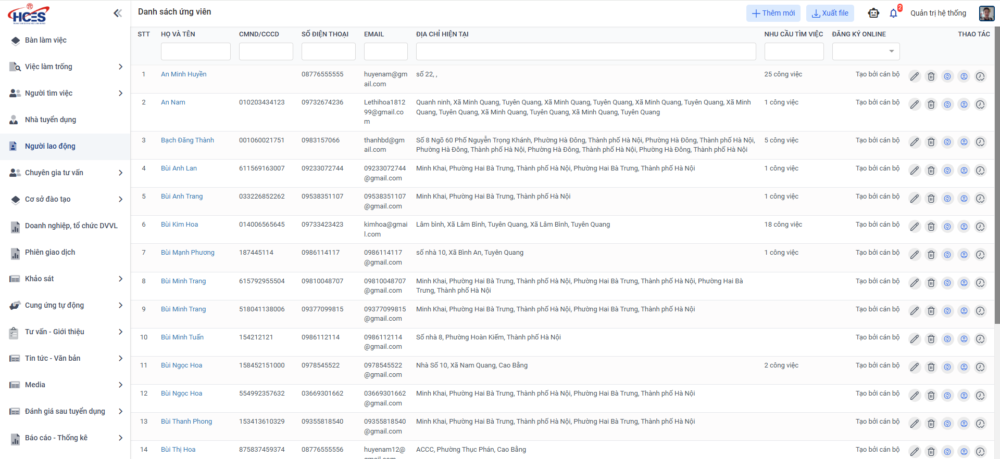 HCES
Danh sách ứng viên
Thêm mới
Xuất file
2
Quản trị hệ thống
Bàn làm việc
Việc làm trống
Người tìm việc
Nhà tuyển dụng
Người lao động
Chuyên gia tư vấn
Cơ sở đào tạo
Doanh nghiệp, tổ chức DVVL
Phiên giao dịch
Khảo sát
Cung ứng tự động
Tư vấn - Giới thiệu
Tin tức - Văn bản
Media
Đánh giá sau tuyển dụng
Báo cáo - Thống kê
STT HỌ VÀ TÊN CMND/CCCD SỐ ĐIỆN THOẠI EMAIL ĐỊA CHỈ HIỆN TẠI NHU CẦU TÌM VIỆC ĐĂNG KÝ ONLINE THAO TÁC
1 An Minh Huyền 08776555555 huyenam@gm số 22, , 25 công việc Tạo bởi cán bộ
ail.com
2 An Nam 010203434123 09732674236 Lethihoa1812 Quanh ninh, Xã Minh Quang, Tuyên Quang, Xã Minh Quang, Tuyên Quang, Xã Minh Quang, Tuyên Quang, Xã Minh 1 công việc Tạo bởi cán bộ
99@gmail.co Quang, Tuyên Quang, Xã Minh Quang, Tuyên Quang, Xã Minh Quang, Tuyên Quang
m
3 Bạch Đăng Thành 001060021751 0983157066 thanhbd@gm Số 8 Ngõ 60 Phố Nguyễn Trọng Khánh, Phường Hà Đông, Thành phố Hà Nội, Phường Hà Đông, Thành phố Hà Nội, 5 công việc Tạo bởi cán bộ
ail.com Phường Hà Đông, Thành phố Hà Nội, Phường Hà Đông, Thành phố Hà Nội, Phường Hà Đông, Thành phố Hà Nội
4 Bùi Anh Lan 611569163007 09233072744 09233072744 Minh Khai, Phường Hai Bà Trưng, Thành phố Hà Nội, Phường Hai Bà Trưng, Thành phố Hà Nội 1 công việc Tạo bởi cán bộ
@gmail.com
5 Bùi Anh Trang 033226852262 09538351107 09538351107 Minh Khai, Phường Hai Bà Trưng, Thành phố Hà Nội 1 công việc Tạo bởi cán bộ
@gmail.com
6 Bùi Kim Hoa 014006565645 09733423423 kimhoa@gmai Lâm bình, Xã Lâm Bình, Tuyên Quang, Xã Lâm Bình, Tuyên Quang 18 công việc Tạo bởi cán bộ
l.com
7 Bùi Mạnh Phương 187445114 0986114117 0986114117 số nhà 10, Xã Bình An, Tuyên Quang 1 công việc Tạo bởi cán bộ
@gmail.com
8 Bùi Minh Trang 615792955504 09810048707 09810048707 Minh Khai, Phường Hai Bà Trưng, Thành phố Hà Nội, Phường Hai Bà Trưng, Thành phố Hà Nội, Phường Hai Bà Tạo bởi cán bộ
@gmail.com Trưng, Thành phố Hà Nội
9 Bùi Minh Trang 518041138006 09377099815 09377099815 Minh Khai, Phường Hai Bà Trưng, Thành phố Hà Nội, Phường Hai Bà Trưng, Thành phố Hà Nội Tạo bởi cán bộ
@gmail.com
10 Bùi Minh Tuấn 154212121 0986112114 0986112114 Số nhà 8, Phường Hoàn Kiếm, Thành phố Hà Nội Tạo bởi cán bộ
@gmail.com
11 Bùi Ngọc Hoa 158452151000 0978545522 0978545522 Nhà Số 10, Xã Nam Quang, Cao Bằng 2 công việc Tạo bởi cán bộ
@gmail.com
12 Bùi Ngọc Hoa 554992357632 03669301662 03669301662 Minh Khai, Phường Hai Bà Trưng, Thành phố Hà Nội, Phường Hai Bà Trưng, Thành phố Hà Nội Tạo bởi cán bộ
@gmail.com
13 Bùi Thanh Phong 153413610329 09355818540 09355818540 Minh Khai, Phường Hai Bà Trưng, Thành phố Hà Nội, Phường Hai Bà Trưng, Thành phố Hà Nội Tạo bởi cán bộ
@gmail.com
14 Bùi Thị Hoa 875837459374 08776555556 huyenam12@ ACCC, Phường Thục Phán, Cao Bằng Tạo bởi cán bộ
gmail.com